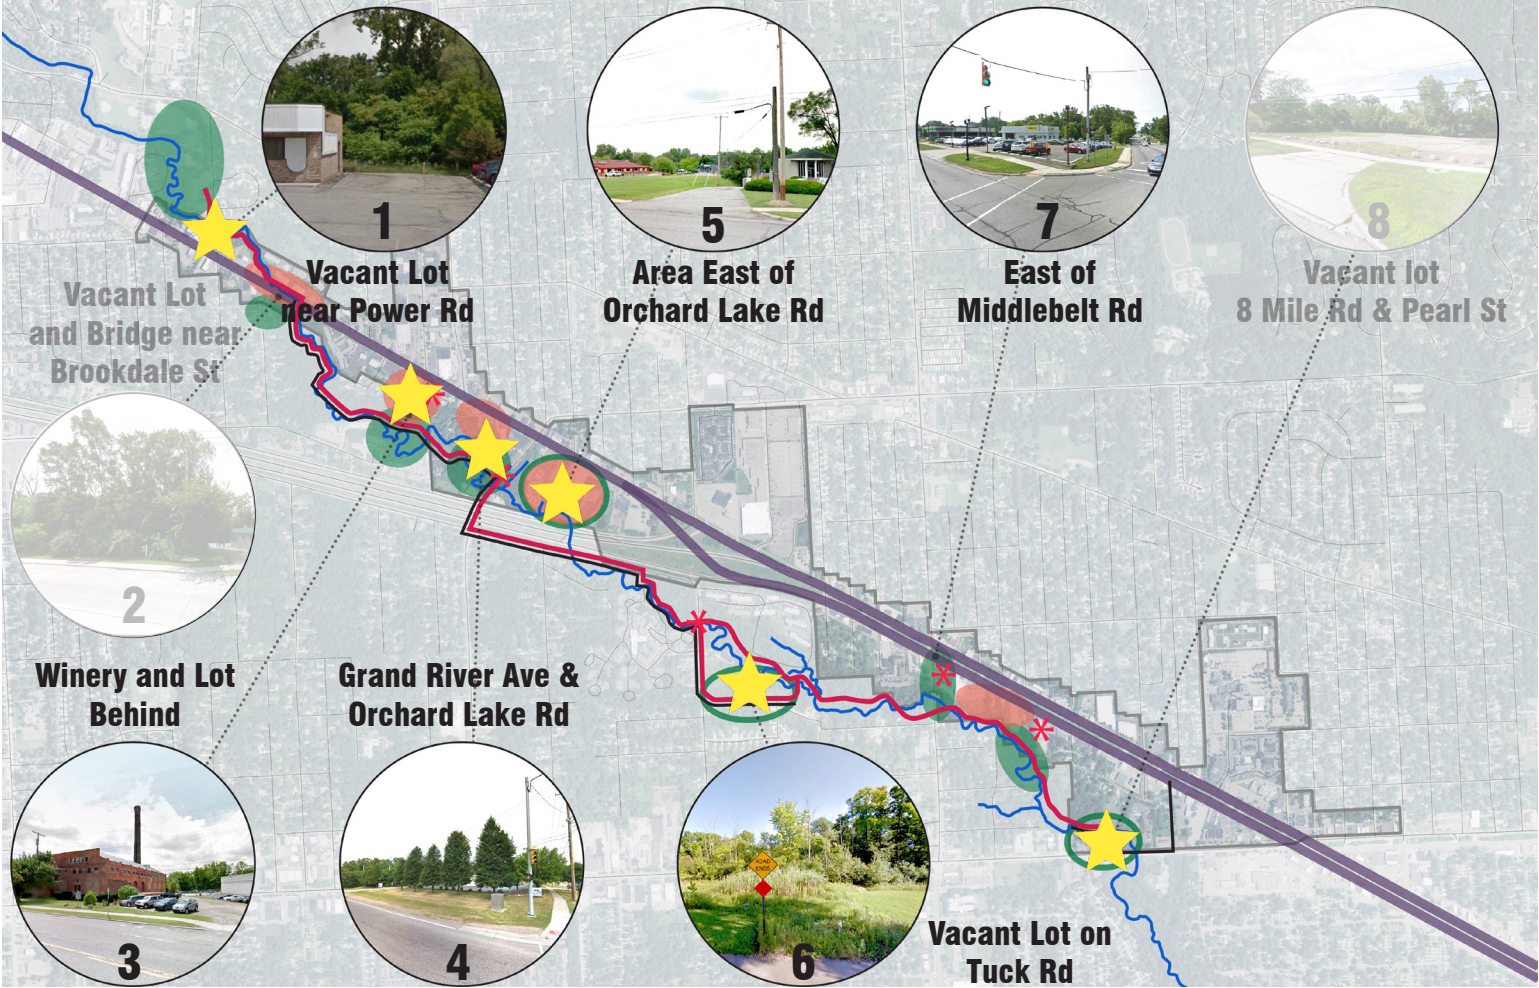 1
Vacant Lot
near Power Rd
5
Area East of
Orchard Lake Rd
7
East of
Middlebelt Rd
8
Vacant lot
8 Mile Rd & Pearl St
Vacant Lot
and Bridge near
Brookdale St
2
Winery and Lot
Behind
3
Grand River Ave &
Orchard Lake Rd
4
ROAD
ENDS
6
Vacant Lot on
Tuck Rd